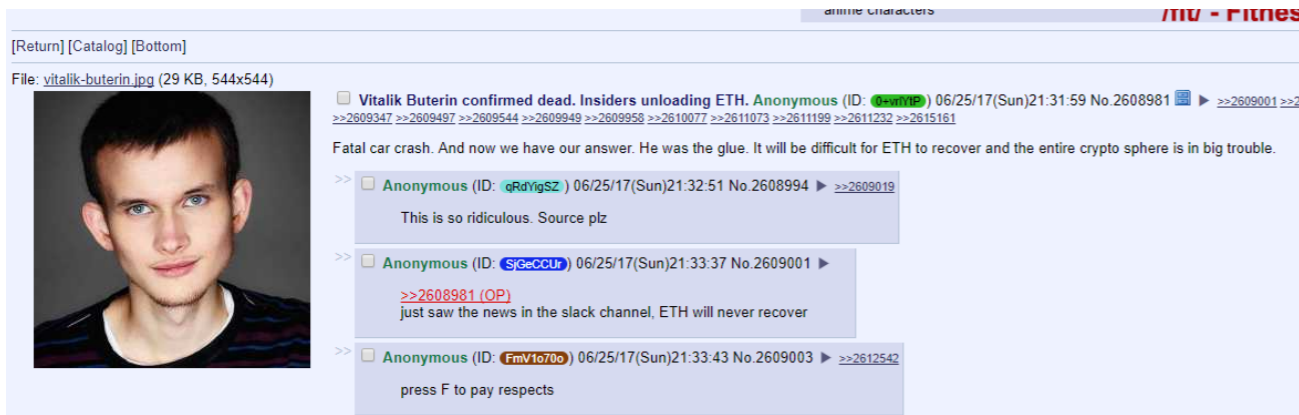 anime characters
/fit/ - Fitnes
[Return] [Catalog] [Bottom]
File: vitalik-buterin.jpg (29 KB, 544x544)
Vitalik Buterin confirmed dead. Insiders unloading ETH. Anonymous (ID: 0+vrlYtP) 06/25/17(Sun)21:31:59 No.2608981 ▶ >>2609001 >>2
>>2609347 >>2609497 >>2609544 >>2609949 >>2609958 >>2610077 >>2611073 >>2611199 >>2611232 >>2615161
Fatal car crash. And now we have our answer. He was the glue. It will be difficult for ETH to recover and the entire crypto sphere is in big trouble.
>> Anonymous (ID: qRdYigSZ) 06/25/17(Sun)21:32:51 No.2608994 ▶ >>2609019
This is so ridiculous. Source plz
>> Anonymous (ID: SjGeCCUr) 06/25/17(Sun)21:33:37 No.2609001 ▶
>>2608981 (OP)
just saw the news in the slack channel, ETH will never recover
>> Anonymous (ID: FmV1o70o) 06/25/17(Sun)21:33:43 No.2609003 ▶ >>2612542
press F to pay respects